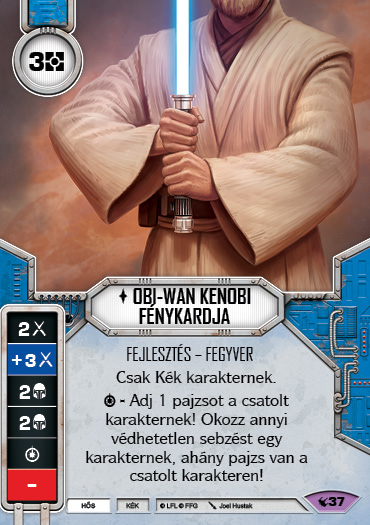 3
OBI-WAN KENOBI
FÉNYKARDJA
FEJLESZTÉS – FEGYVER
Csak Kék karakternek.
- Adj 1 pajzsot a csatolt
karakternek! Okozz annyi
védhetetlen sebzést egy
karakternek, ahány pajzs van a
csatolt karakteren!
2
+3
2
2
–
HŐS
KÉK
© LFL © FFG
Joel Hustak
37